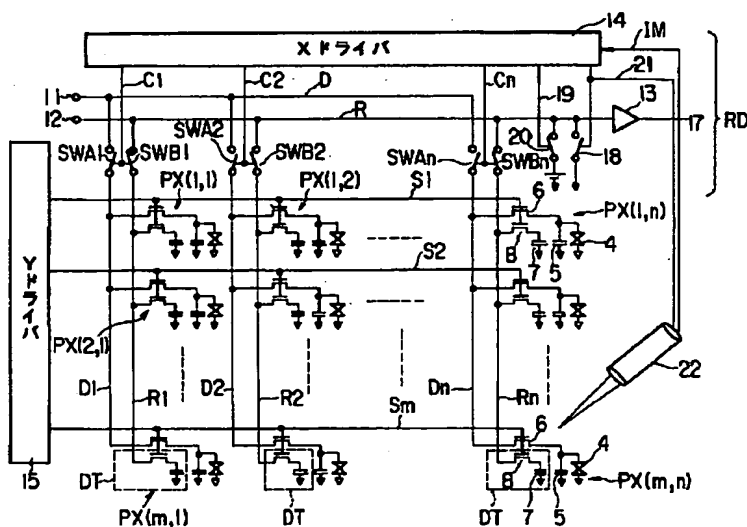 14
IM
Xドライバ
21
11
C1
C2
D
Cn
19
13
12
R
17
RD
SWA1
SWB1
SWA2
SWB2
SWAn
SWBn
20
18
PX(1,1)
PX(1,2)
S1
6
PX(1,n)
8
7
5
4
S2
Yドライバ
PX(2,1)
22
D1
R1
D2
R2
Dn
Rn
Sm
6
4
15
DT
PX(m,1)
DT
8
DT
7
5
PX(m,n)